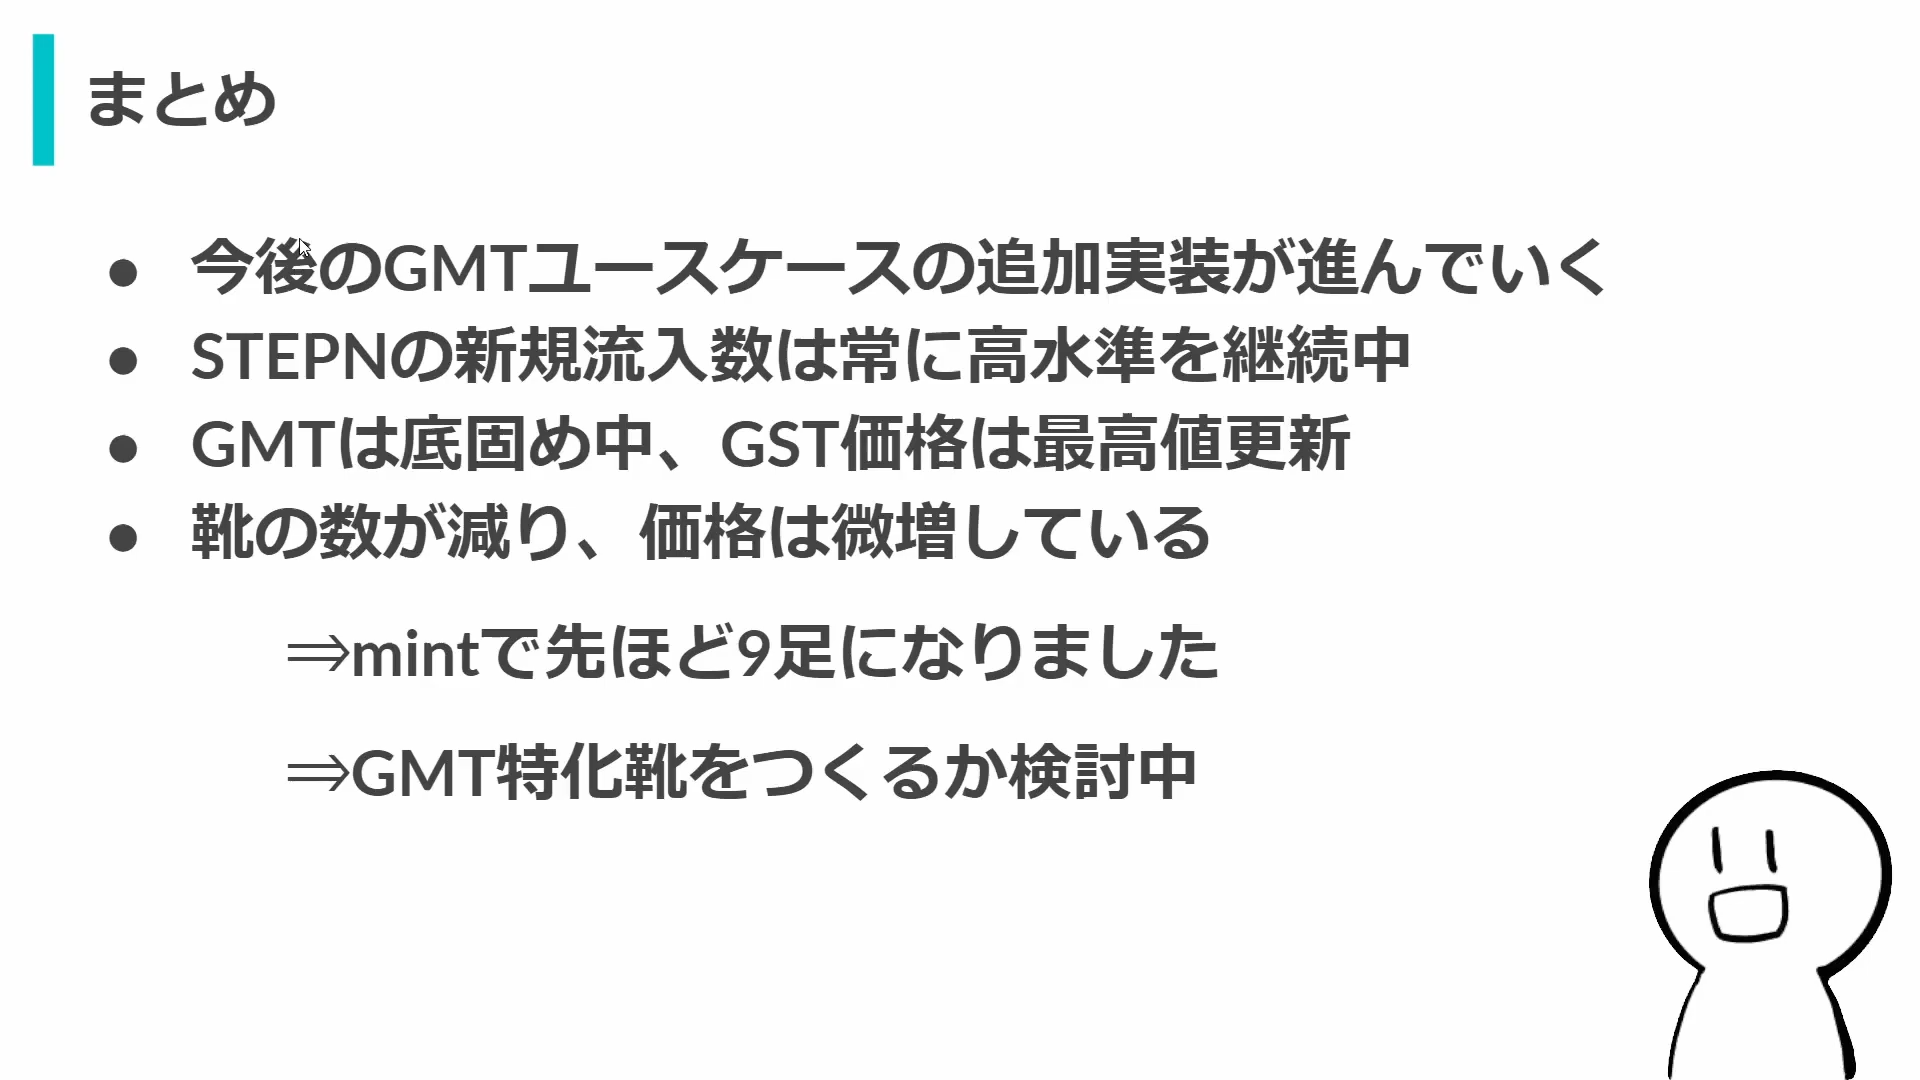 まとめ
● 今後のGMTユースケースの追加実装が進んでいく
● STEPNの新規流入数は常に高水準を継続中
● GMTは底固め中、GST価格は最高値更新
● 靴の数が減り、価格は微増している
⇒mintで先ほど9足になりました
⇒GMT特化靴をつくるか検討中